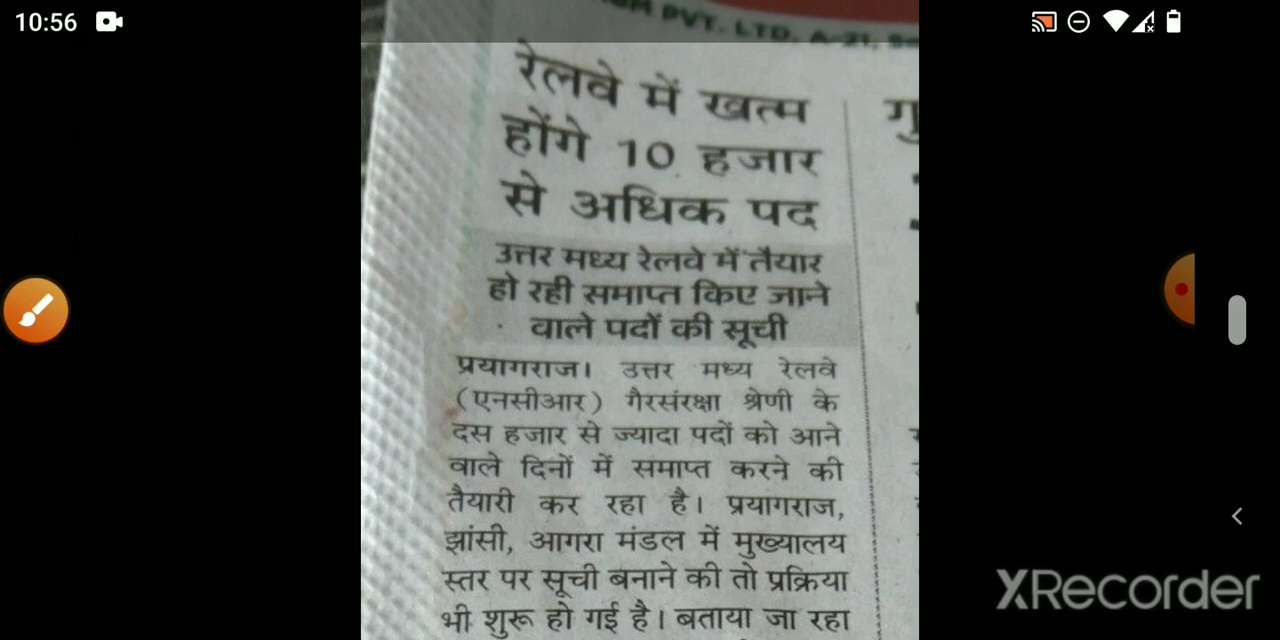 10:56
PVT. LTD. A-21,
रेलवे में खत्म
होंगे 10 हजार
से अधिक पद
उत्तर मध्य रेलवे में तैयार
हो रही समाप्त किए जाने
वाले पदों की सूची
प्रयागराज। उत्तर मध्य रेलवे
(एनसीआर) गैरसंरक्षा श्रेणी के
दस हजार से ज्यादा पदों को आने
वाले दिनों में समाप्त करने की
तैयारी कर रहा है। प्रयागराज,
झांसी, आगरा मंडल में मुख्यालय
स्तर पर सूची बनाने की तो प्रक्रिया
भी शुरू हो गई है। बताया जा रहा
गु
XRecorder